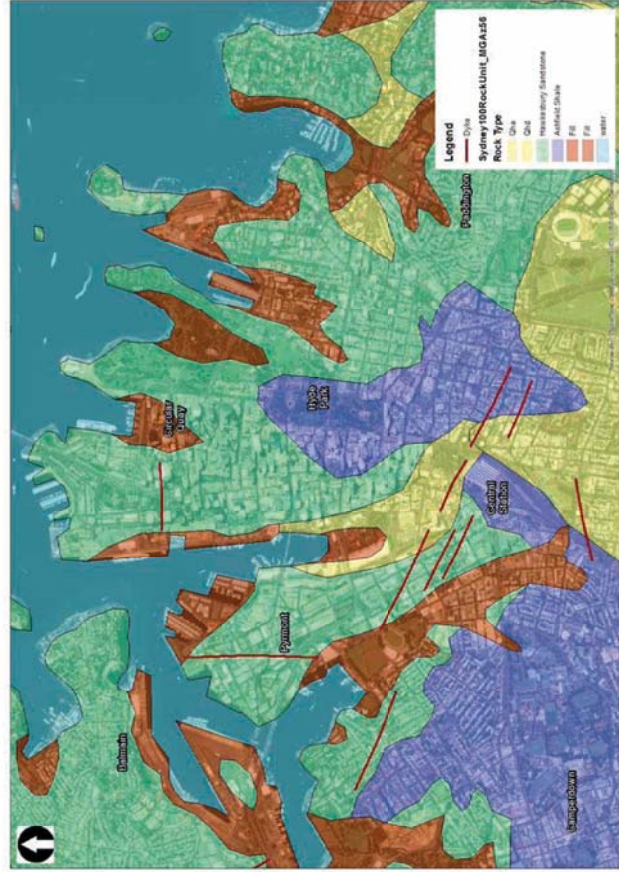 Balmain
Pyrmont
Circular
Quay
Hyde
Park
Central
Station
Camperdown
Paddington
Legend
Dyke
Sydney100RockUnit_MGAz56
Rock Type
Qha
Qhd
Hawkesbury Sandstone
Ashfield Shale
Fill
Fill
water